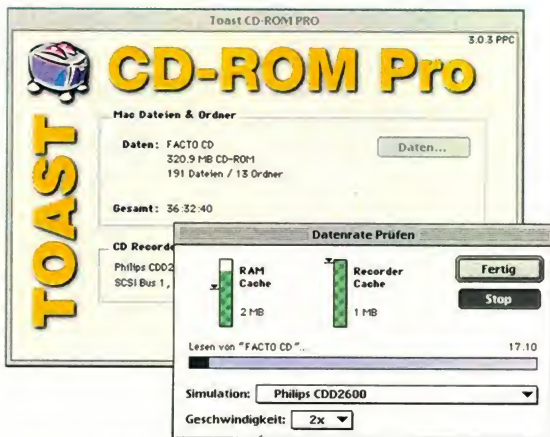 Toast CD-ROM PRO
3.0.3 PPC
CD-ROM Pro
TOAST
Mac Dateien & Ordner
Daten: FACTO CD
320.9 MB CD-ROM
191 Dateien / 13 Ordner
Daten...
Gesamt: 36:32:40
CD Recorde
Philips CDD2
SCSI Bus 1,
Datenrate Prüfen
RAM Cache
2 MB
Recorder Cache
1 MB
Fertig
Stop
Lesen von "FACTO CD"...
17.10
Simulation: Philips CDD2600
Geschwindigkeit: 2x